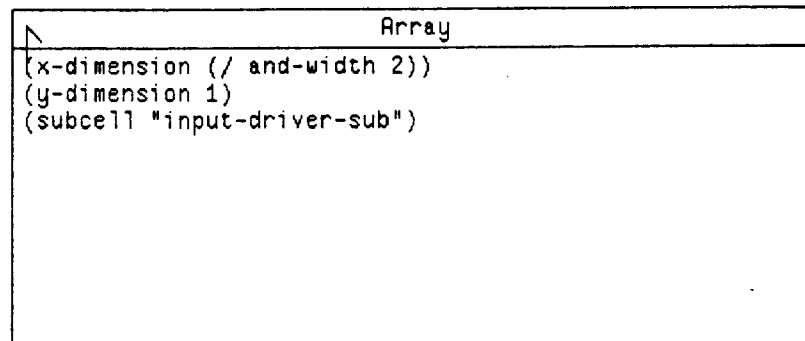 Array
(x-dimension (/ and-width 2))
(y-dimension 1)
(subcell "input-driver-sub")